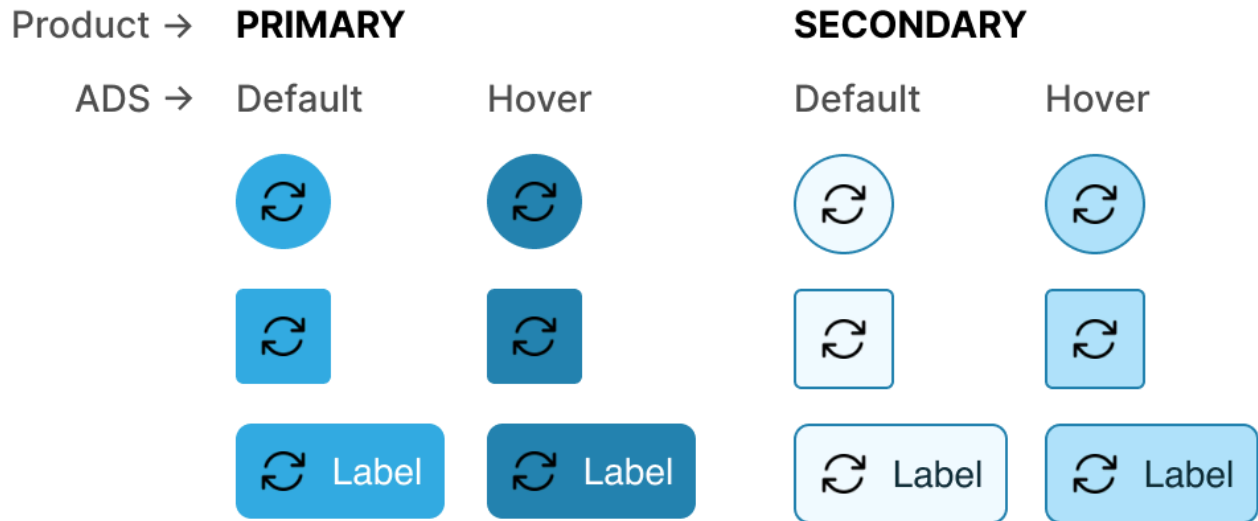 Product → PRIMARY SECONDARY
ADS → Default Hover Default Hover
Label Label Label Label